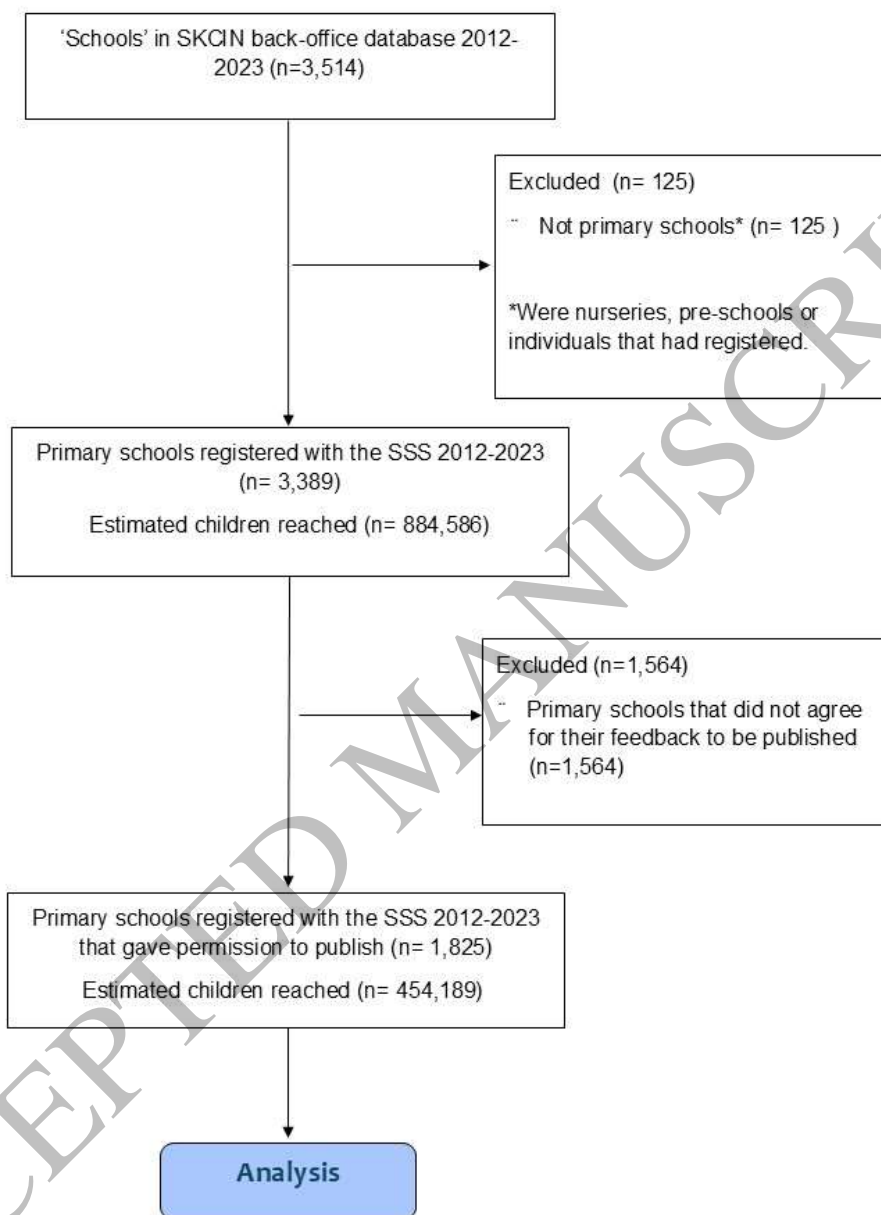 ‘Schools’ in SKCIN back-office database 2012-
2023 (n=3,514)
Excluded (n= 125)
¨ Not primary schools* (n= 125 )
*Were nurseries, pre-schools or
individuals that had registered.
Primary schools registered with the SSS 2012-2023
(n= 3,389)
Estimated children reached (n= 884,586)
Excluded (n=1,564)
¨ Primary schools that did not agree
for their feedback to be published
(n=1,564)
Primary schools registered with the SSS 2012-2023
that gave permission to publish (n= 1,825)
Estimated children reached (n= 454,189)
Analysis
CEPTED MANUSCRI